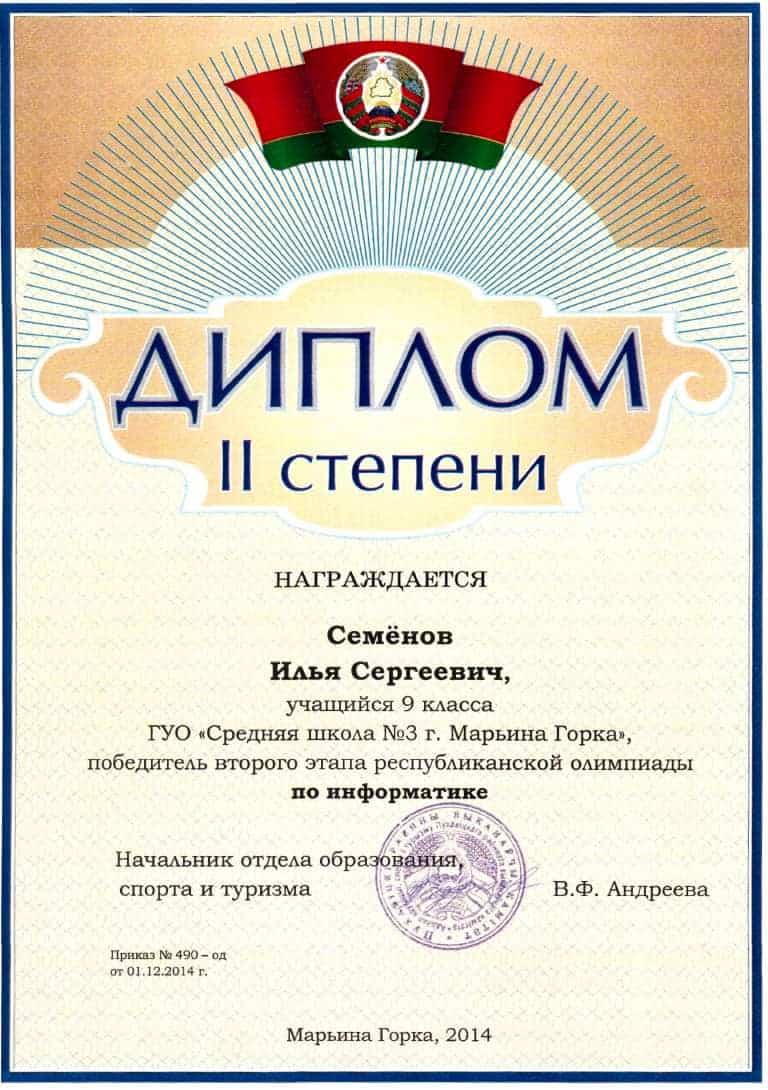 ДИПЛОМ
II степени
НАГРАЖДАЕТСЯ
Семёнов
Илья Сергеевич,
учащийся 9 класса
ГУО «Средняя школа №3 г. Марьина Горка»,
победитель второго этапа республиканской олимпиады
по информатике
Начальник отдела образования,
спорта и туризма
В.Ф. Андреева
Приказ № 490 – од
от 01.12.2014 г.
Марьина Горка, 2014